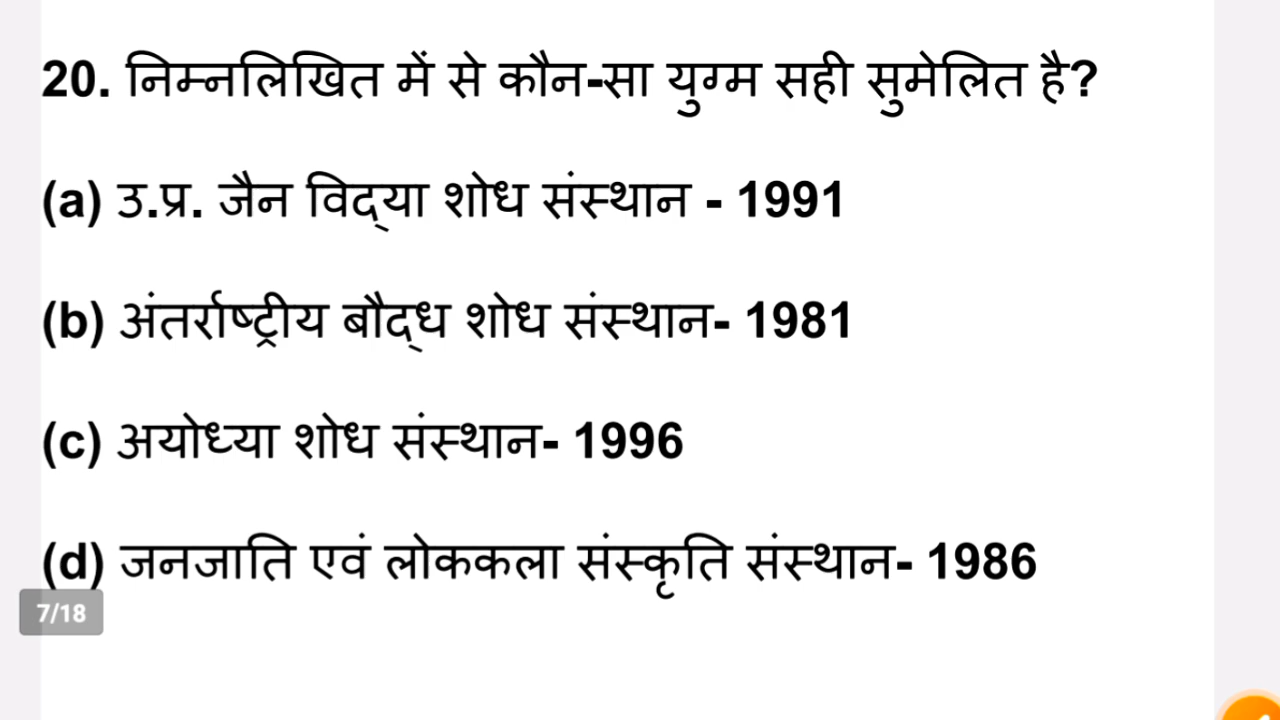 20. निम्नलिखित में से कौन-सा युग्म सही सुमेलित है?
(a) उ.प्र. जैन विद्‌या शोध संस्थान - 1991
(b) अंतर्राष्ट्रीय बौद्‌ध शोध संस्थान- 1981
(c) अयोध्या शोध संस्थान- 1996
(d) जनजाति एवं लोककला संस्कृति संस्थान- 1986
7/18